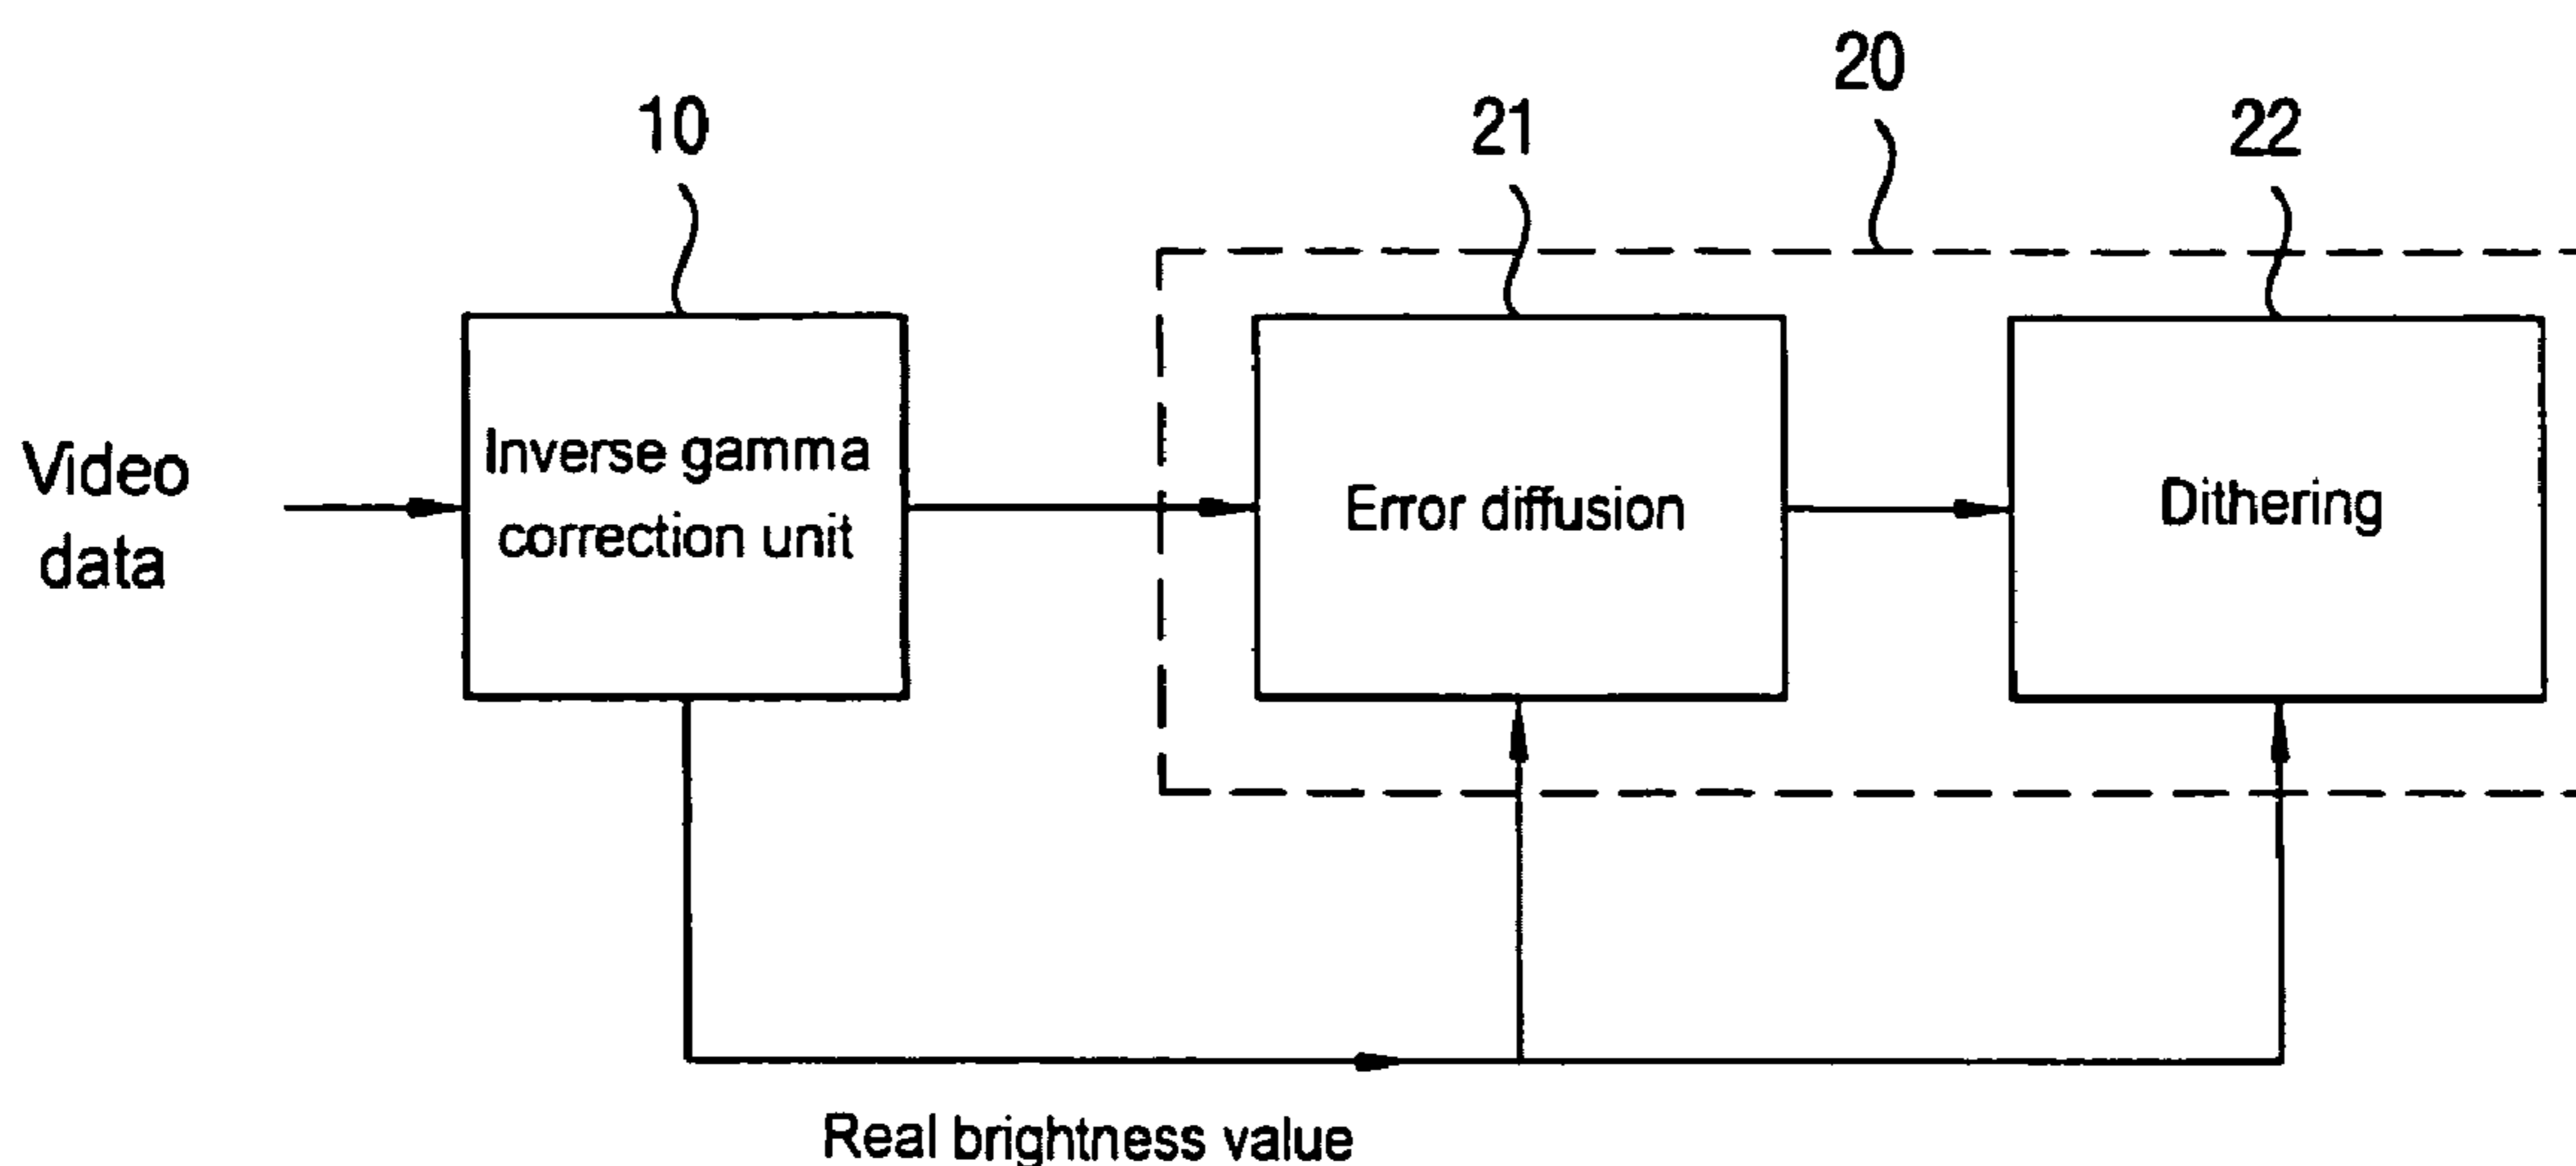 20
10
21
22
Video
data
Inverse gamma
correction unit
Error diffusion
Dithering
Real brightness value